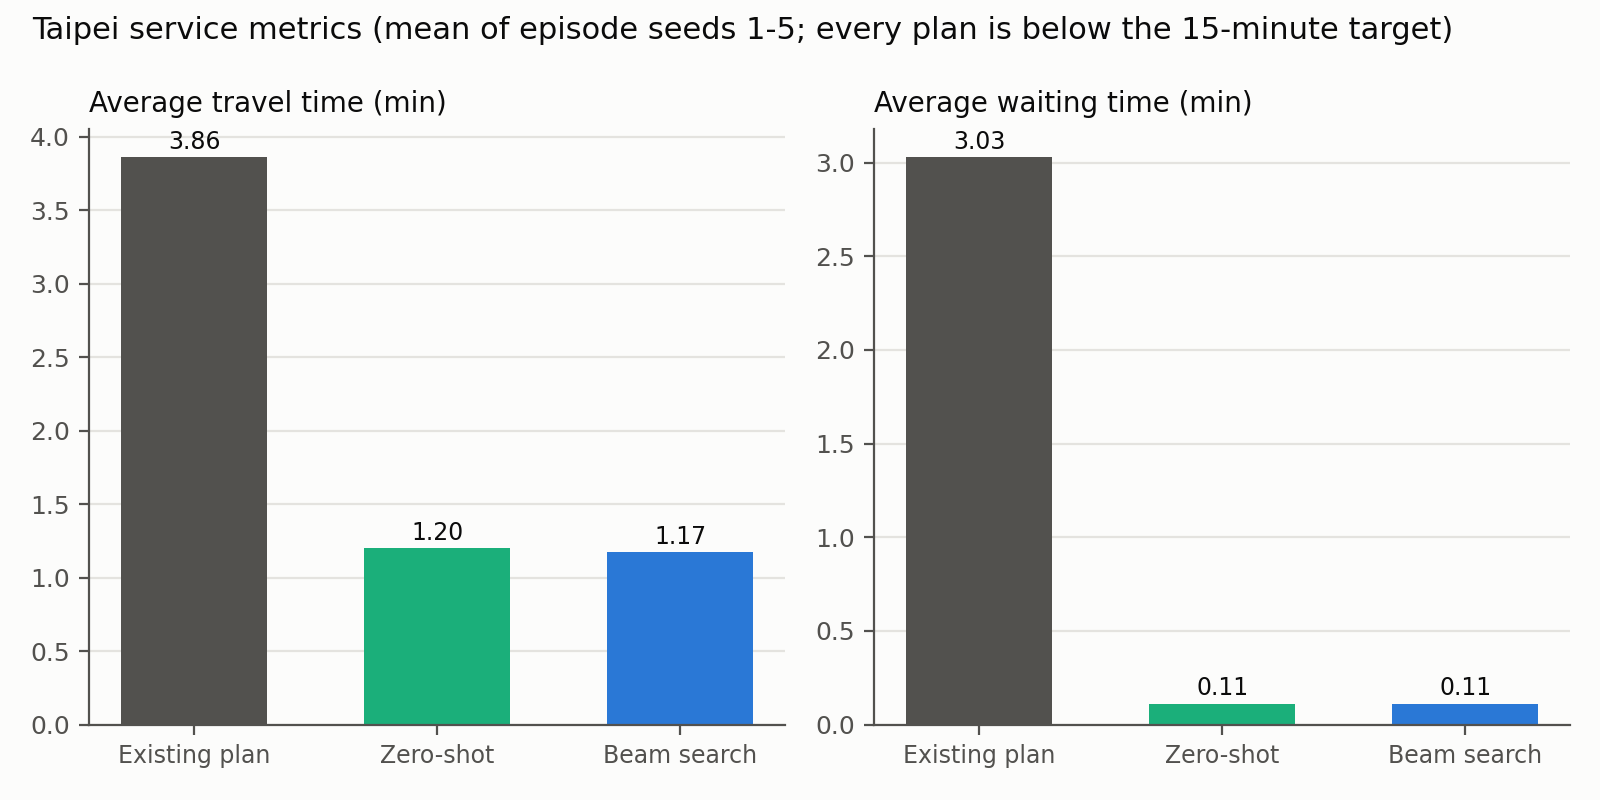 Taipei service metrics (mean of episode seeds 1-5; every plan is below the 15-minute target)
Average travel time (min)
4.0
3.5
3.0
2.5
2.0
1.5
1.0
0.5
0.0
3.86
1.20
1.17
Existing plan
Zero-shot
Beam search
Average waiting time (min)
3.0
2.5
2.0
1.5
1.0
0.5
0.0
3.03
0.11
0.11
Existing plan
Zero-shot
Beam search